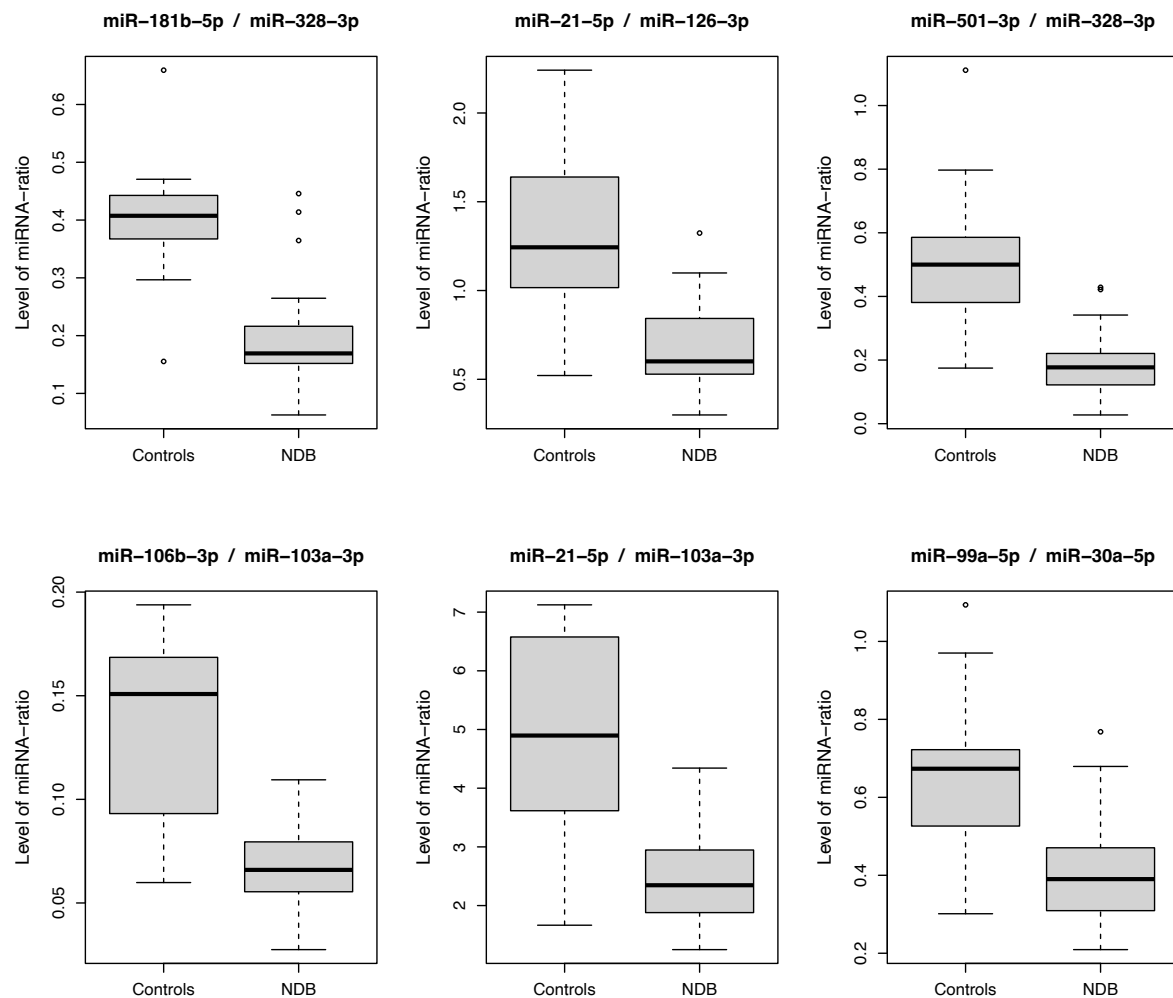 miR−181b−5p / miR−328−3p
Level of miRNA−ratio
0.6
0.5
0.4
0.3
0.2
0.1
Controls NDB
miR−21−5p / miR−126−3p
Level of miRNA−ratio
2.0
1.5
1.0
0.5
Controls NDB
miR−501−3p / miR−328−3p
Level of miRNA−ratio
1.0
0.8
0.6
0.4
0.2
0.0
Controls NDB
miR−106b−3p / miR−103a−3p
Level of miRNA−ratio
0.20
0.15
0.10
0.05
Controls NDB
miR−21−5p / miR−103a−3p
Level of miRNA−ratio
7
6
5
4
3
2
Controls NDB
miR−99a−5p / miR−30a−5p
Level of miRNA−ratio
1.0
0.8
0.6
0.4
0.2
Controls NDB